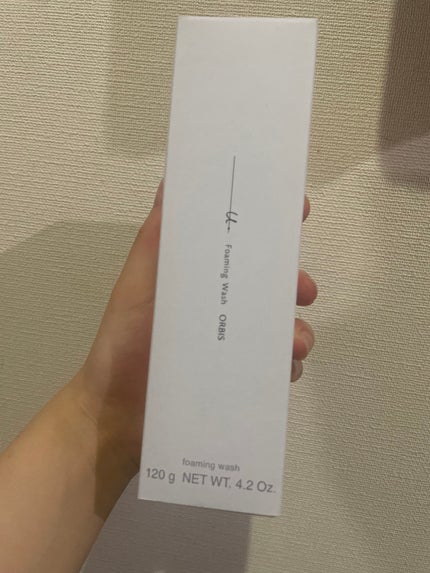 u. Foaming Wash ORBIS
foaming wash
120 g NET WT. 4.2 Oz.